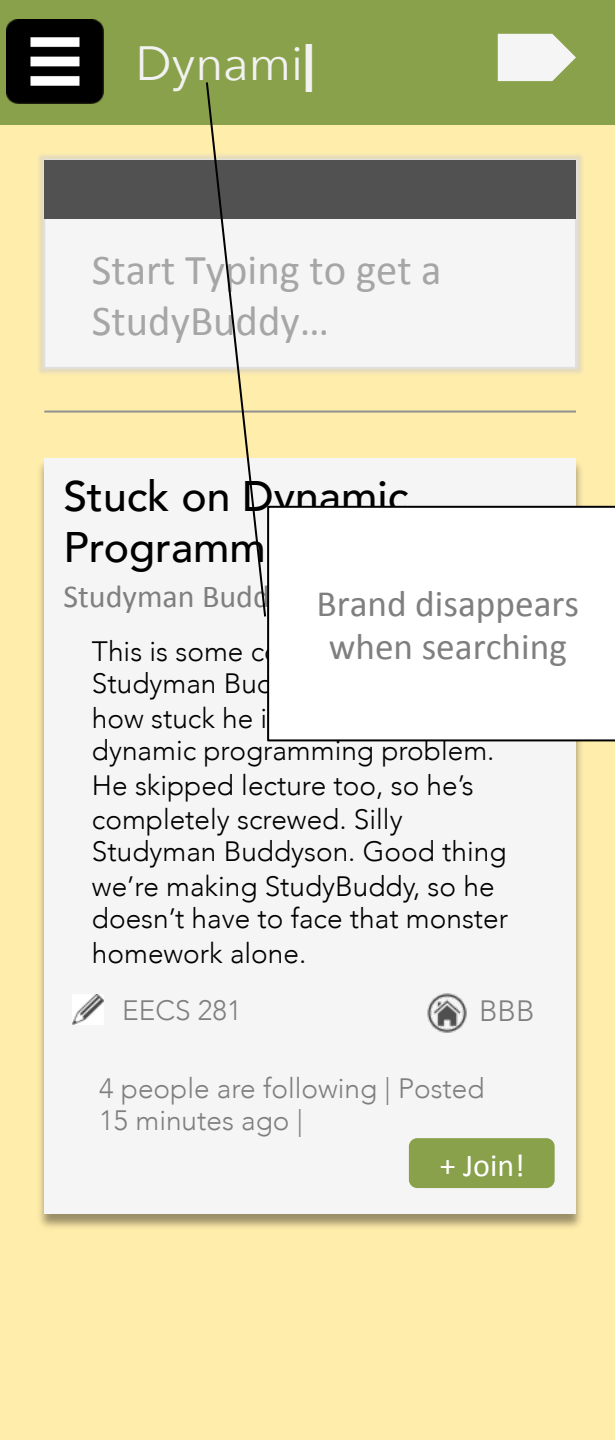 Dynami
Start Typing to get a
StudyBuddy...
Stuck on Dynamic
Programm
Studyman Budd
Brand disappears
when searching
This is some c
Studyman Bud
how stuck he i
dynamic programming problem.
He skipped lecture too, so he's
completely screwed. Silly
Studyman Buddyson. Good thing
we're making StudyBuddy, so he
doesn't have to face that monster
homework alone.
EECS 281
BBB
4 people are following | Posted
15 minutes ago |
+ Join!